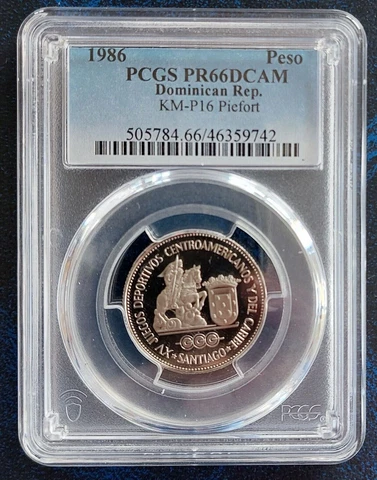 1986 Peso
PCGS PR66DCAM
Dominican Rep.
KM-P16 Piefort
505784.66/46359742
XV JUEGOS DEPORTIVOS CENTROAMERICANOS Y DEL CARIBE
★ SANTIAGO ★
PCGS